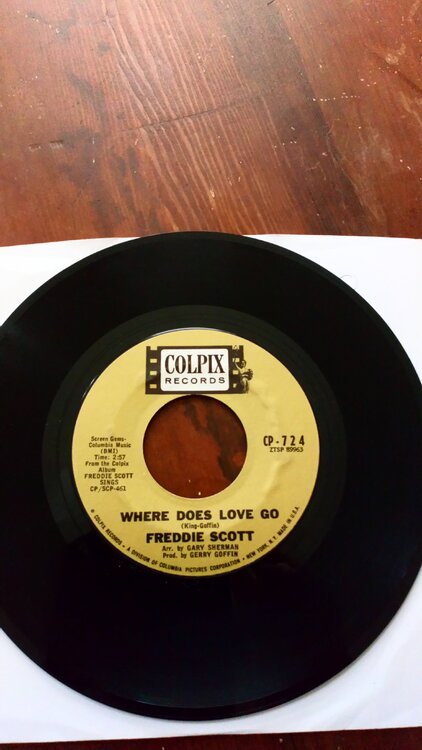 COLPIX
RECORDS
CP-724
ZTSP 89963
Screen Gems-
Columbia Music
(BMI)
Time: 2:57
From the Colpix
Album
FREDDIE SCOTT
SINGS
CP/SCP-461
WHERE DOES LOVE GO
(King-Goffin)
FREDDIE SCOTT
Arr. by GARY SHERMAN
Prod. by GERRY GOFFIN
COLPIX RECORDS • A DIVISION OF COLUMBIA PICTURES CORPORATION • NEW YORK, N.Y. MADE IN U.S.A.